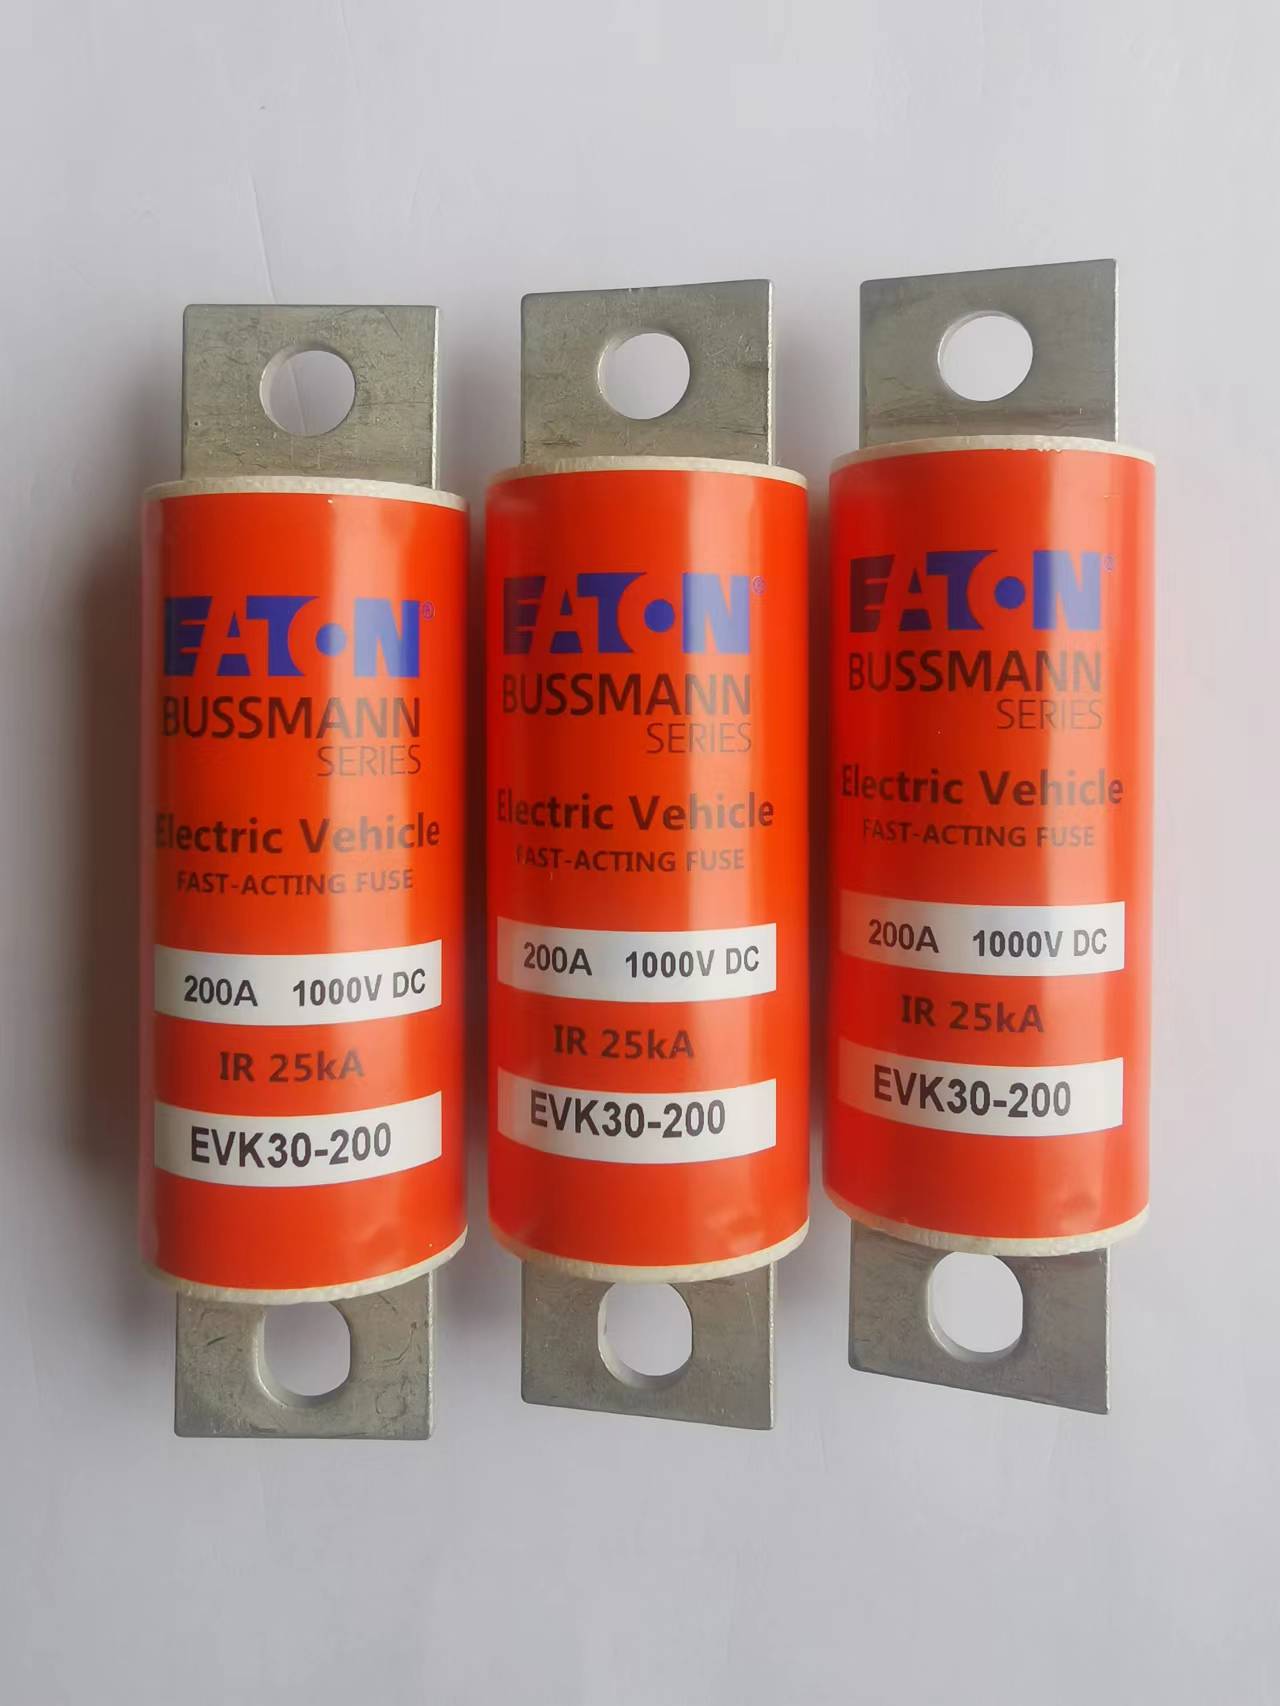 EATON®
BUSSMANN
SERIES
Electric Vehicle
FAST-ACTING FUSE
200A 1000V DC
IR 25kA
EVK30-200
EATON®
BUSSMANN
SERIES
Electric Vehicle
FAST-ACTING FUSE
200A 1000V DC
IR 25kA
EVK30-200
EATON®
BUSSMANN
SERIES
Electric Vehicle
FAST-ACTING FUSE
200A 1000V DC
IR 25kA
EVK30-200